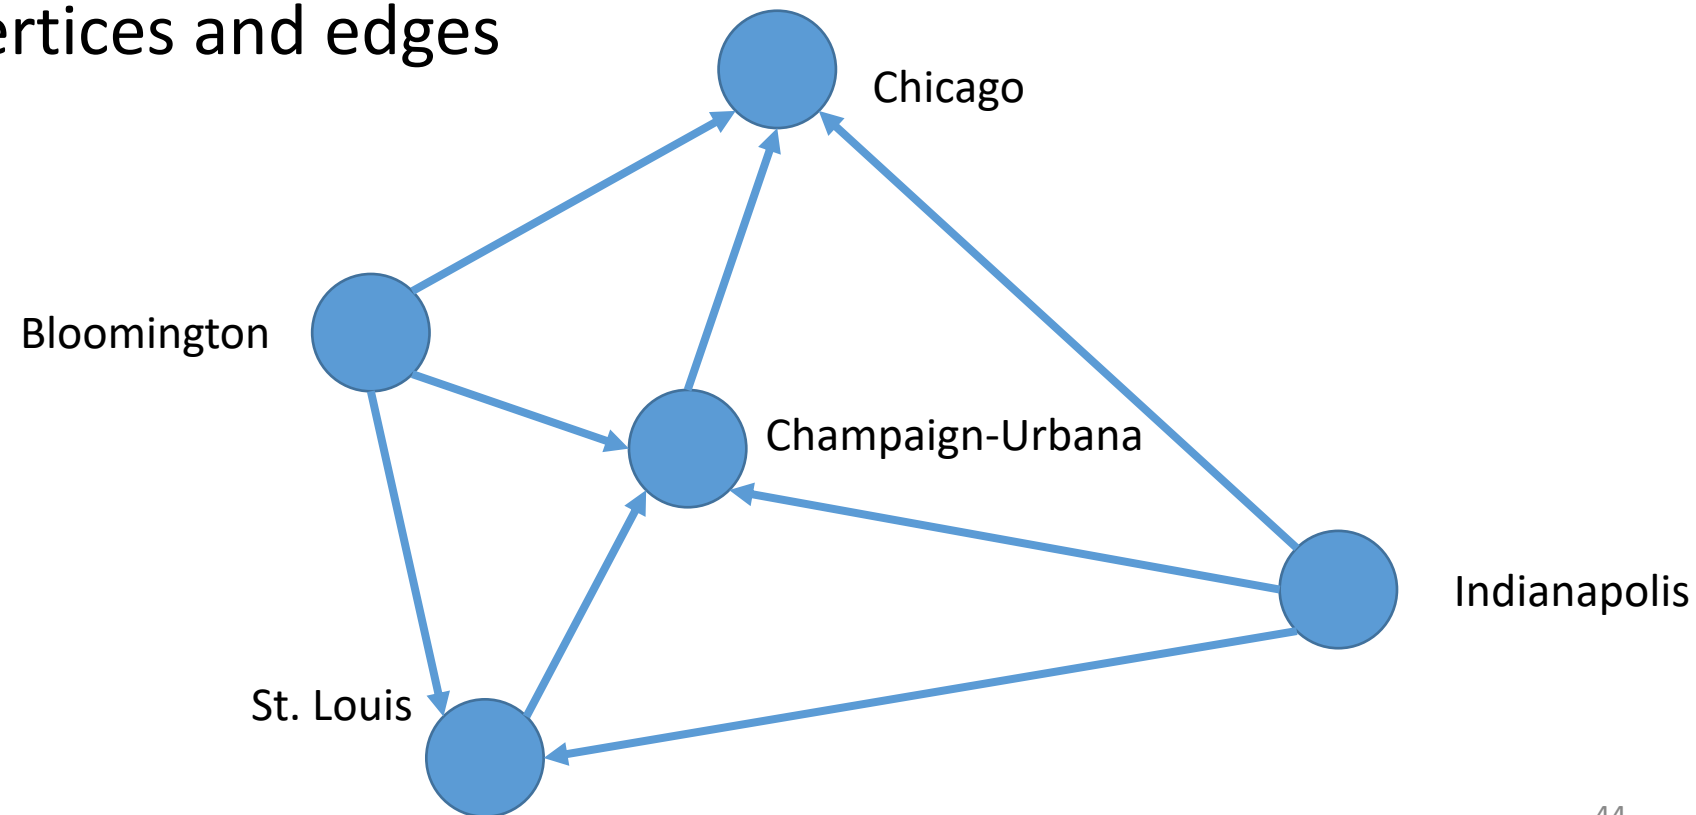 ertices and edges
Chicago
Bloomington
Champaign-Urbana
Indianapolis
St. Louis